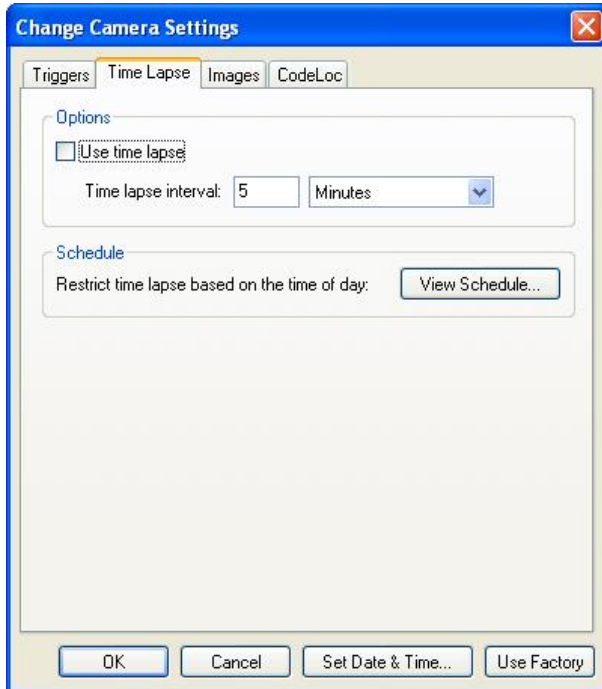 Change Camera Settings
Triggers Time Lapse Images CodeLoc
Options
Use time lapse
Time lapse interval: 5 Minutes
Schedule
Restrict time lapse based on the time of day: View Schedule...
OK Cancel Set Date & Time... Use Factory